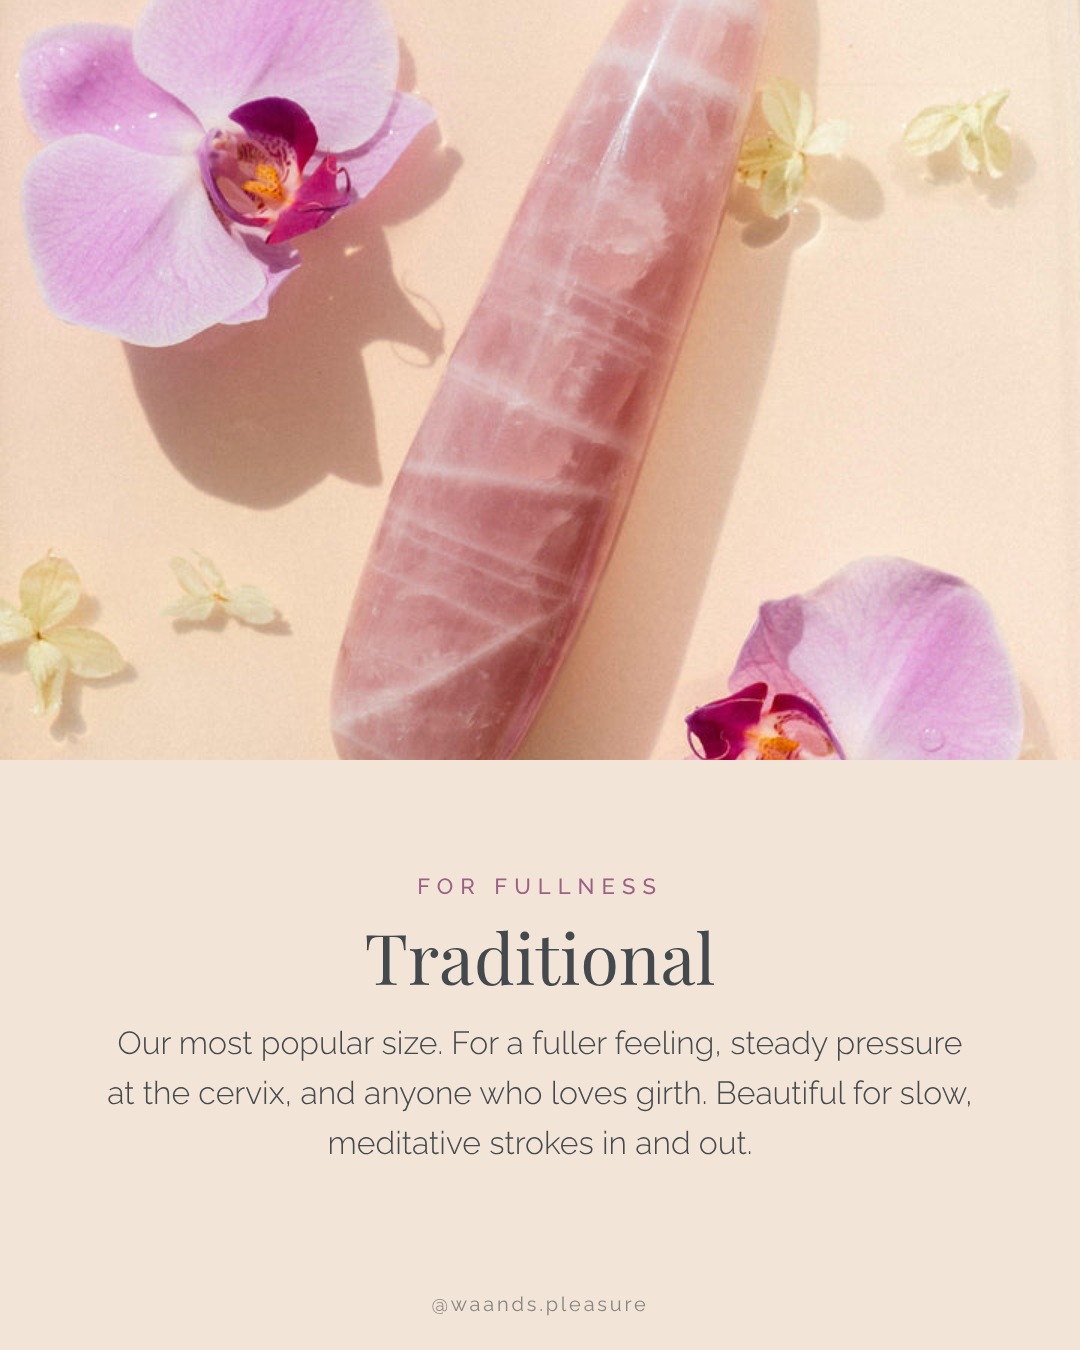 FOR FULLNESS
Traditional
Our most popular size. For a fuller feeling, steady pressure
at the cervix, and anyone who loves girth. Beautiful for slow,
meditative strokes in and out.
@waands.pleasure